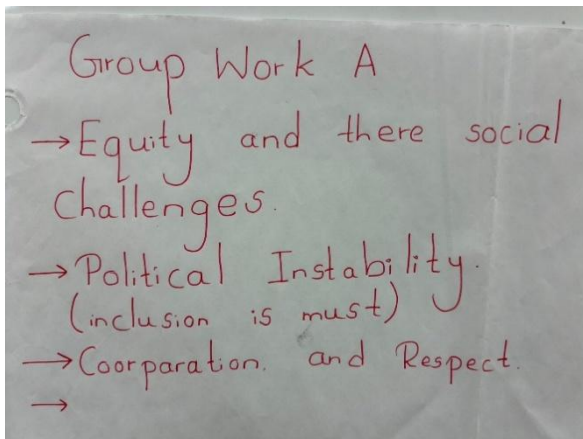 Group Work A
→ Equity and there social
challenges.
→ Political Instability.
(inclusion is must)
→ Coorparation. and Respect.
→